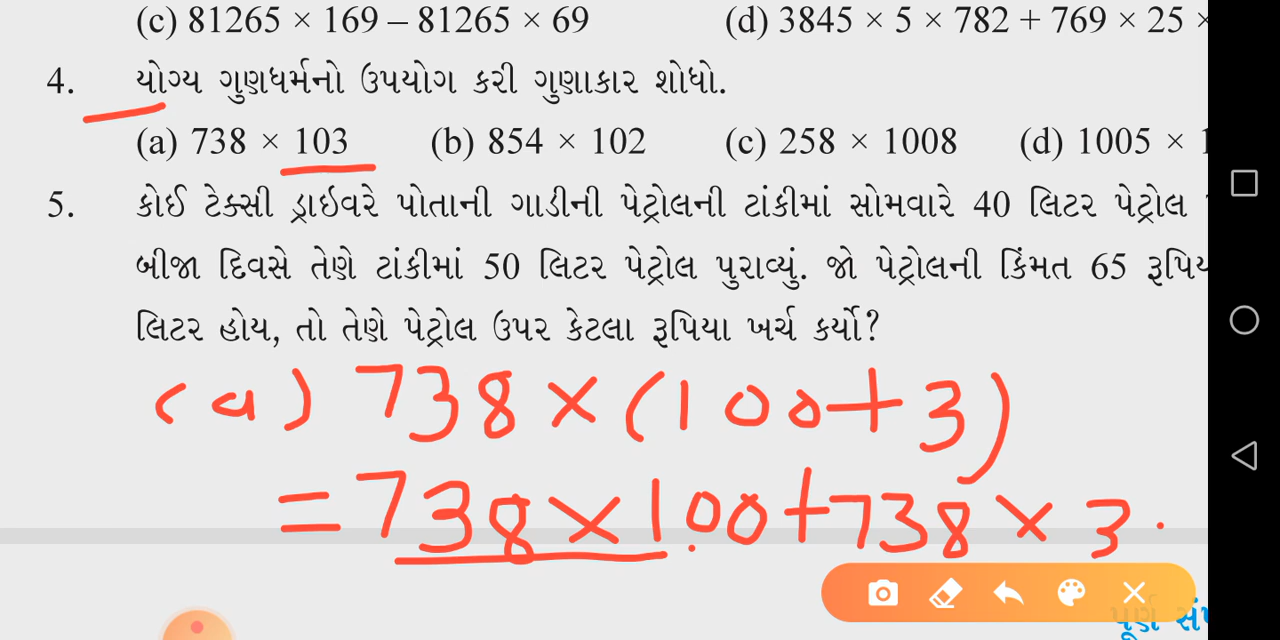 (c) 81265 × 169 – 81265 × 69 (d) 3845 × 5 × 782 + 769 × 25 ×
4. યોગ્ય ગુણધર્મનો ઉપયોગ કરી ગુણાકાર શોધો.
(a) 738 × 103 (b) 854 × 102 (c) 258 × 1008 (d) 1005 × 1
5. કોઈ ટેક્સી ડ્રાઇવરે પોતાની ગાડીની પેટ્રોલની ટાંકીમાં સોમવારે 40 લિટર પેટ્રોલ
બીજા દિવસે તેણે ટાંકીમાં 50 લિટર પેટ્રોલ પુરાવ્યું. જો પેટ્રોલની કિંમત 65
લિટર હોય, તો તેણે પેટ્રોલ ઉપર કેટલા રૂપિયા ખર્ચ કર્યો?
(a) 738 × (100 + 3)
= 738 × 100 + 738 × 3.
પૂર્ણ